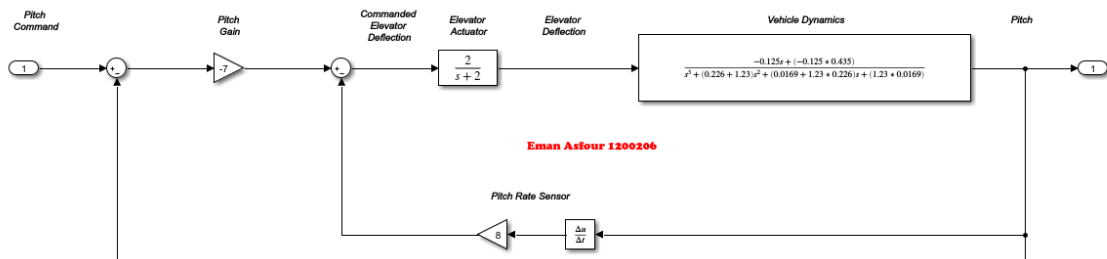 Pitch
Command
Pitch
Gain
Commanded
Elevator
Deflection
Elevator
Actuator
Elevator
Deflection
Vehicle Dynamics
Pitch
1
+
-
-7
+
-
2
s + 2
−0.125s + (−0.125 * 0.435)
s³ + (0.226 + 1.23)s² + (0.0169 + 1.23 * 0.226)s + (1.23 * 0.0169)
1
Eman Asfour 1200206
Pitch Rate Sensor
8
Δu
Δt